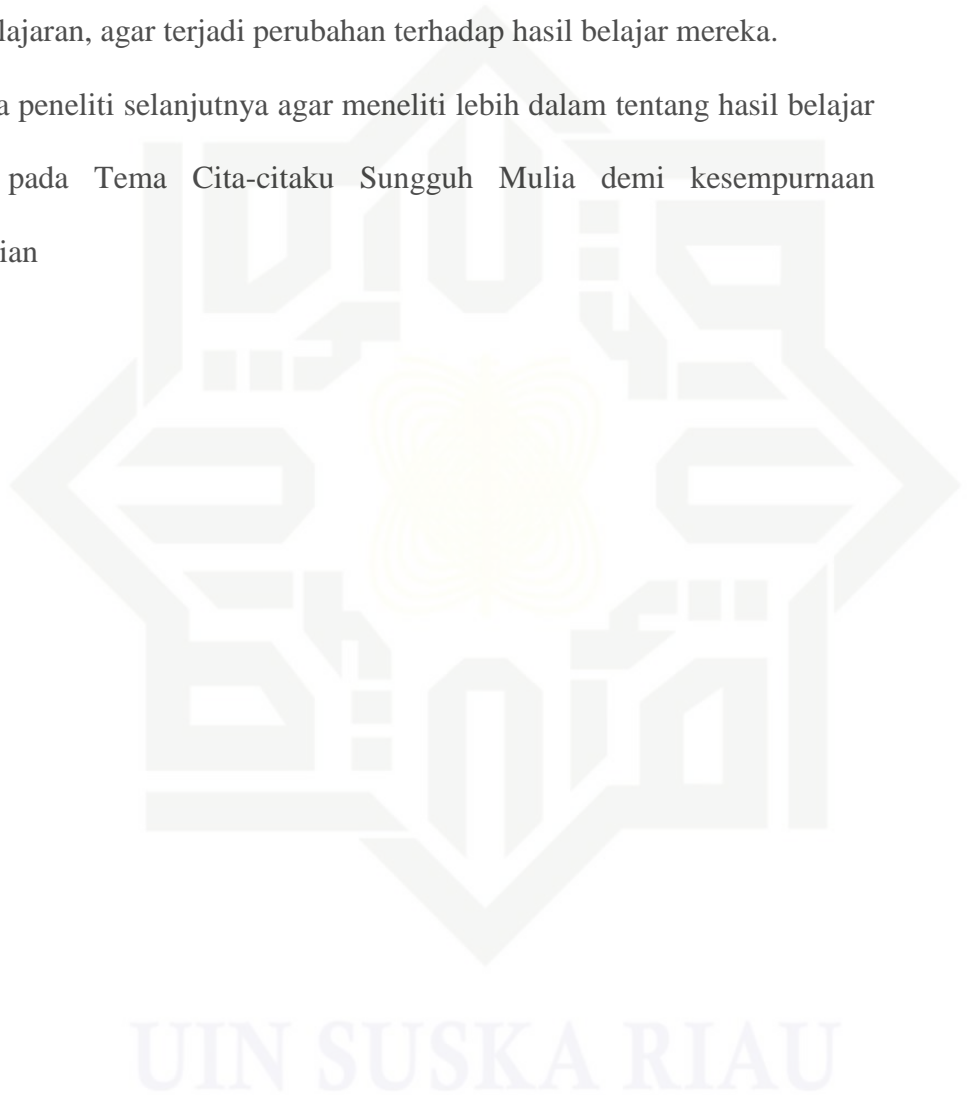 lajaran, agar terjadi perubahan terhadap hasil belajar mereka.
peneliti selanjutnya agar meneliti lebih dalam tentang hasil belajar
pada Tema Cita-citaku Sungguh Mulia demi kesempurnaan
ian
UIN SUSKA RIAU